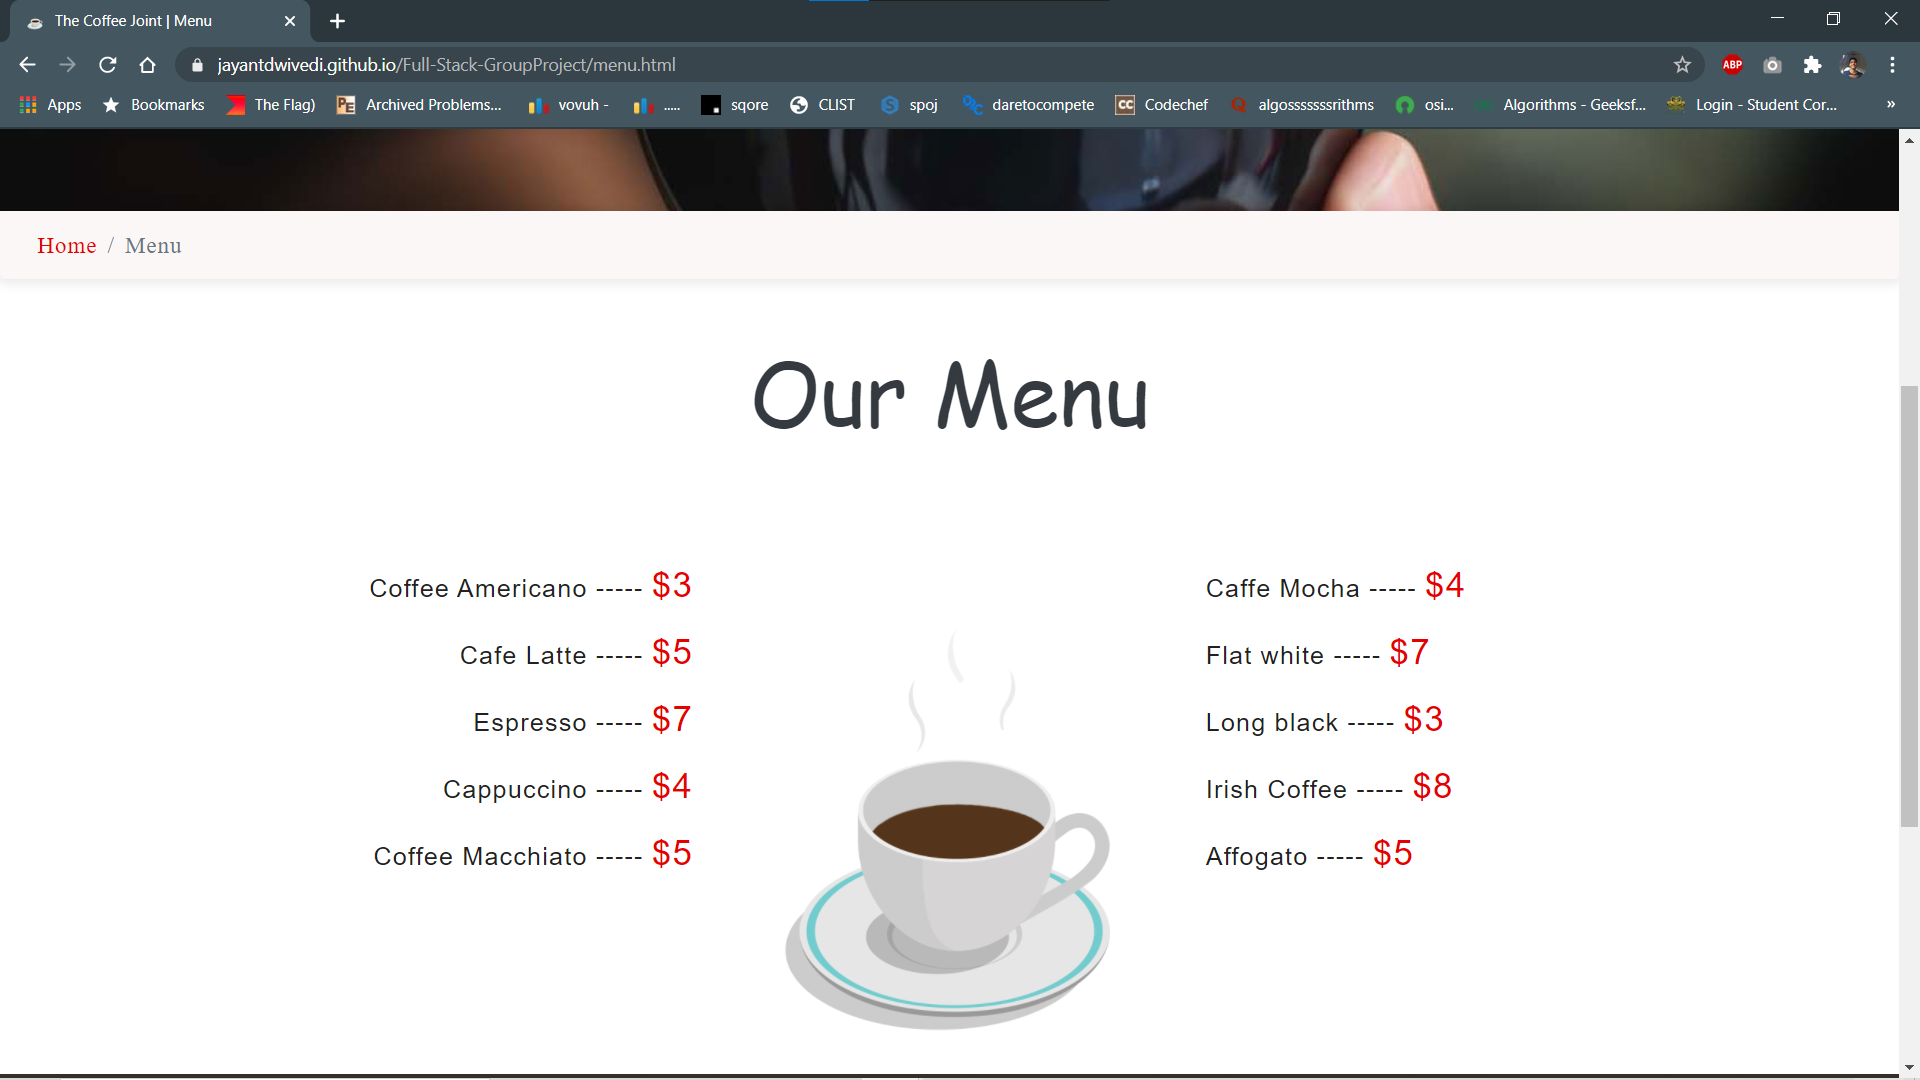 The Coffee Joint | Menu
jayantdwivedi.github.io/Full-Stack-GroupProject/menu.html
ABP
Apps Bookmarks The Flag) PE Archived Problems... vovuh - ..... sqore CLIST S spoj daretocompete CC Codechef Q algosssssssrithms osi... Algorithms - Geeksf... Login - Student Cor... »
Home / Menu
Our Menu
Coffee Americano ----- $3
Cafe Latte ----- $5
Espresso ----- $7
Cappuccino ----- $4
Coffee Macchiato ----- $5
Caffe Mocha ----- $4
Flat white ----- $7
Long black ----- $3
Irish Coffee ----- $8
Affogato ----- $5